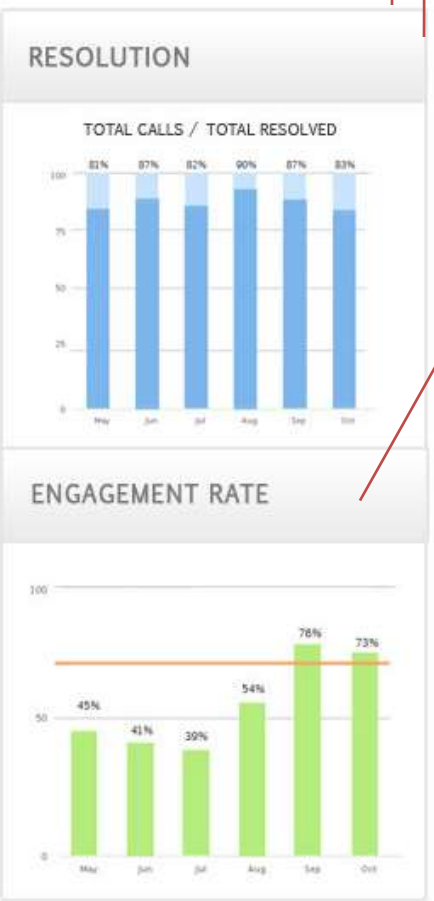 RESOLUTION
TOTAL CALLS / TOTAL RESOLVED
81% 87% 82% 90% 87% 83%
100
75
50
25
0
May Jun Jul Aug Sep Oct
ENGAGEMENT RATE
100
76%
73%
54%
45%
50
41%
39%
0
May Jun Jul Aug Sep Oct